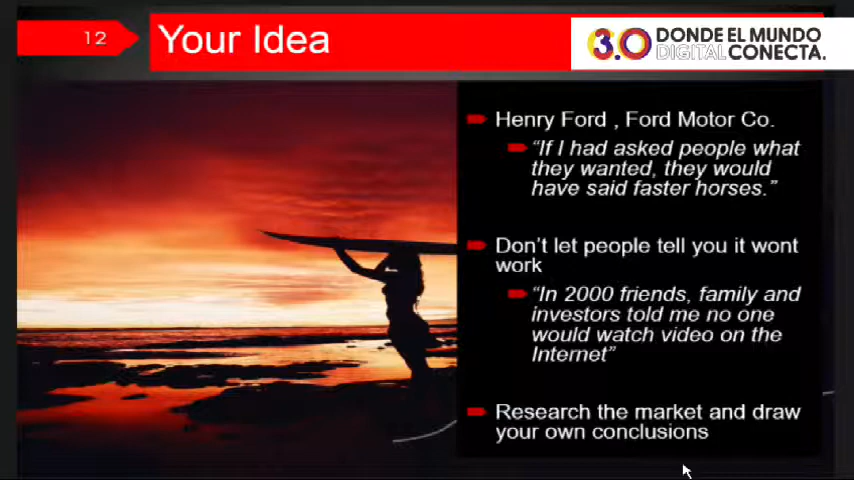 12
Your Idea
3.0
DONDE EL MUNDO
DIGITAL CONECTA.
Henry Ford , Ford Motor Co.
“If I had asked people what
they wanted, they would
have said faster horses.”
Don’t let people tell you it wont
work
“In 2000 friends, family and
investors told me no one
would watch video on the
Internet”
Research the market and draw
your own conclusions